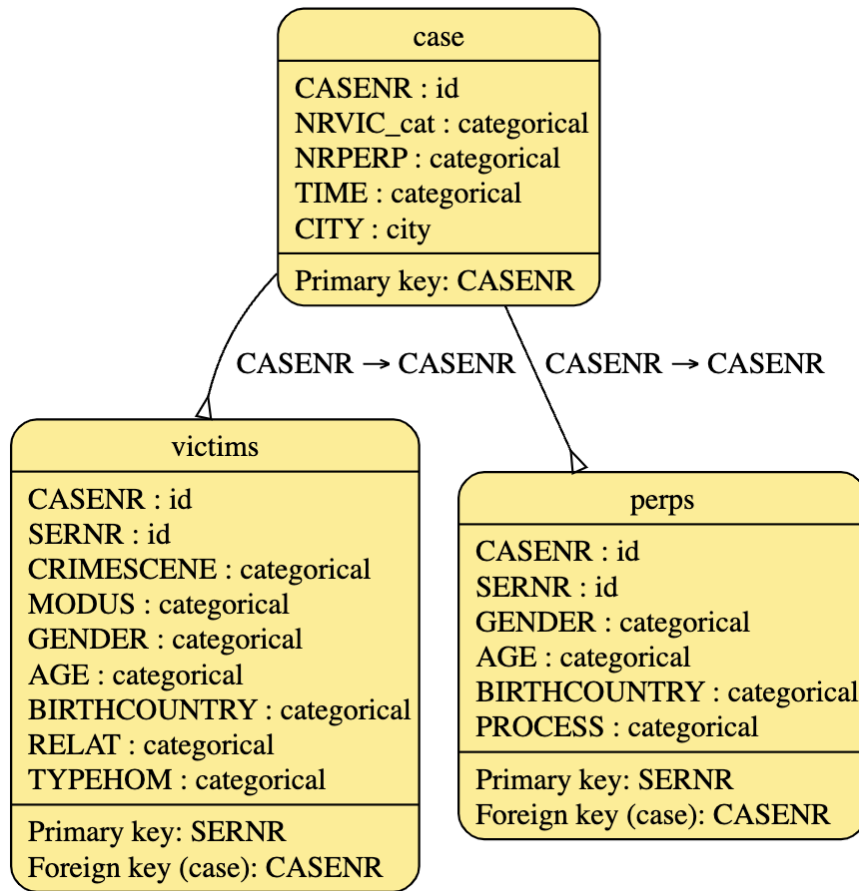 case
CASENR : id
NRVIC_cat : categorical
NRPERP : categorical
TIME : categorical
CITY : city
Primary key: CASENR
CASENR → CASENR
CASENR → CASENR
victims
CASENR : id
SERNR : id
CRIMESCENE : categorical
MODUS : categorical
GENDER : categorical
AGE : categorical
BIRTHCOUNTRY : categorical
RELAT : categorical
TYPEHOM : categorical
Primary key: SERNR
Foreign key (case): CASENR
perps
CASENR : id
SERNR : id
GENDER : categorical
AGE : categorical
BIRTHCOUNTRY : categorical
PROCESS : categorical
Primary key: SERNR
Foreign key (case): CASENR